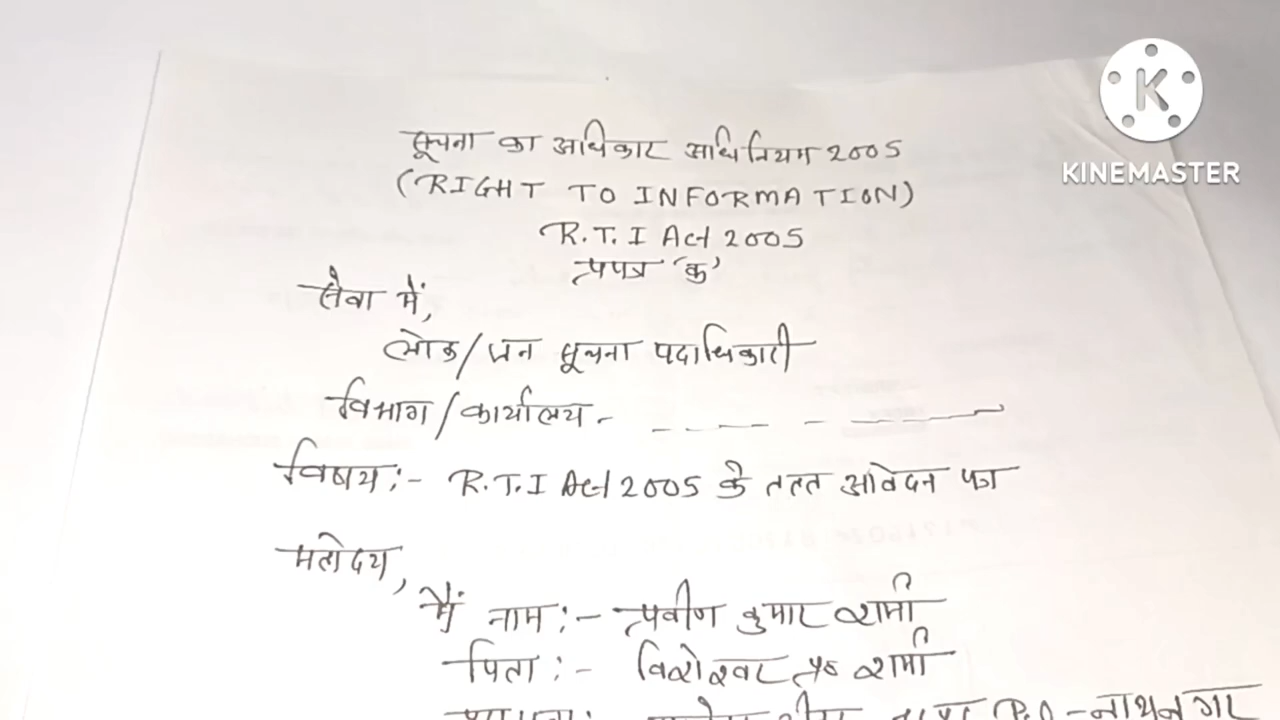 सूचना का अधिकार अधिनियम 2005
(RIGHT TO INFORMATION)
R.T.I Act 2005
प्रपत्र 'क'
सेवा में,
लोक/जन सूचना पदाधिकारी
विभाग/कार्यालय -
विषय:- R.T.I Act 2005 के तहत आवेदन पत्र
महोदय,
मैं नाम:- प्रवीण कुमार शर्मा
पिता:- विशेश्वर प्र० शर्मा
P.O-नाथनगर
K
KINEMASTER